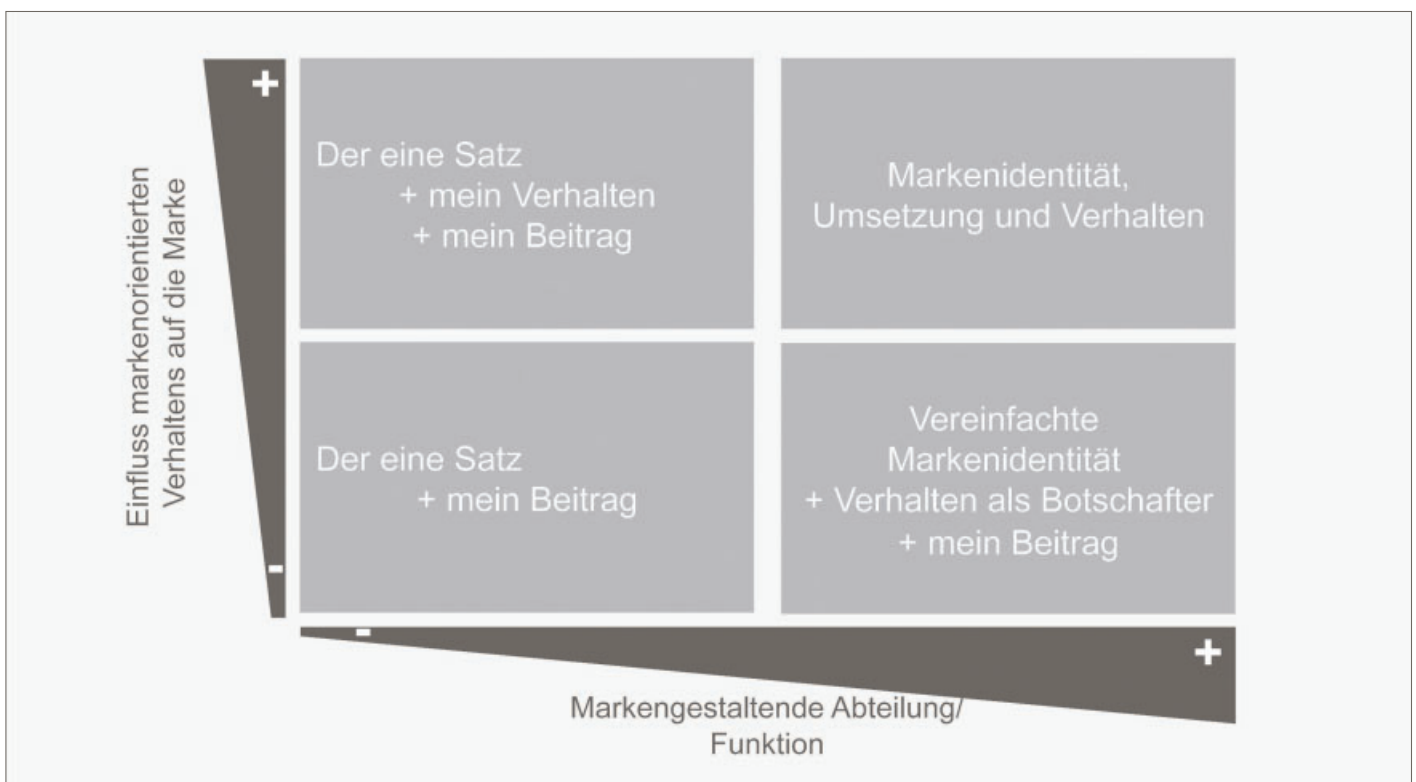 Einfluss markenorientierten
Verhaltens auf die Marke
+
-
Der eine Satz
+ mein Verhalten
+ mein Beitrag
Markenidentität,
Umsetzung und Verhalten
Der eine Satz
+ mein Beitrag
Vereinfachte
Markenidentität
+ Verhalten als Botschafter
+ mein Beitrag
-
+
Markengestaltende Abteilung/
Funktion